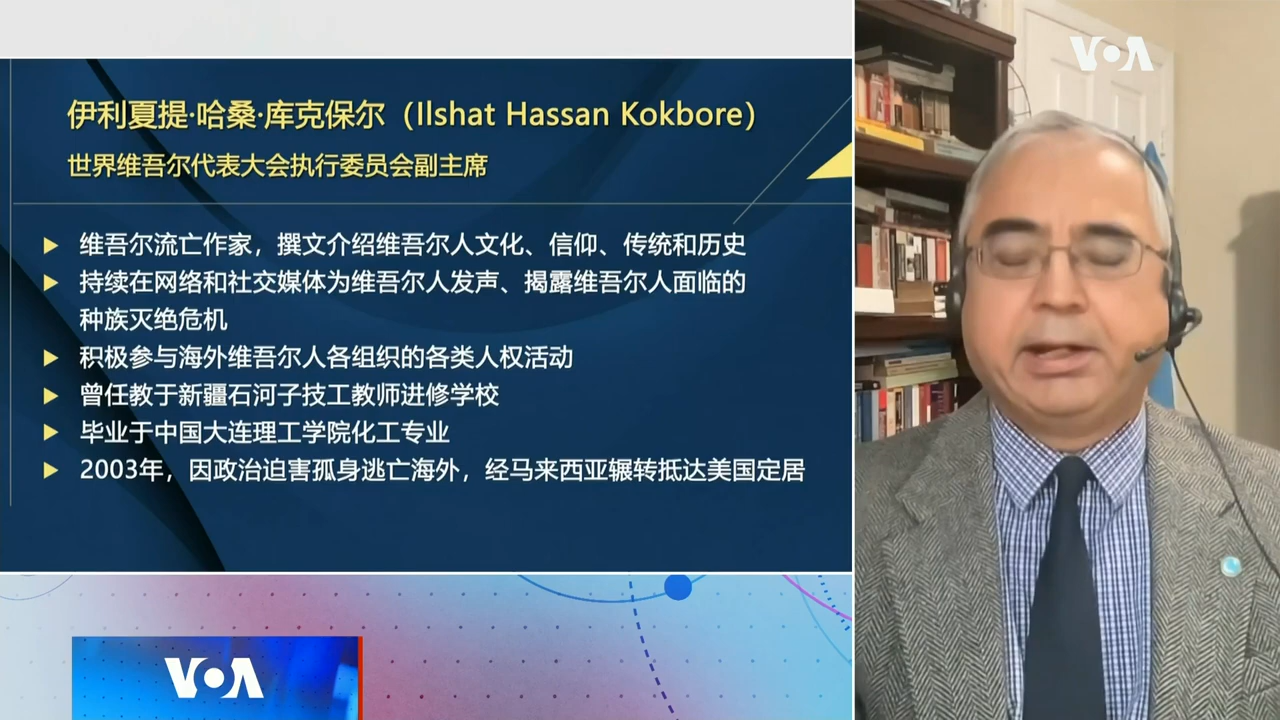 伊利夏提·哈桑·库克保尔（Ilshat Hassan Kokbore）
世界维吾尔代表大会执行委员会副主席
维吾尔流亡作家，撰文介绍维吾尔人文化、信仰、传统和历史
持续在网络和社交媒体为维吾尔人发声、揭露维吾尔人面临的
种族灭绝危机
积极参与海外维吾尔人各组织的各类人权活动
曾任教于新疆石河子技工教师进修学校
毕业于中国大连理工学院化工专业
2003年，因政治迫害孤身逃亡海外，经马来西亚辗转抵达美国定居
VOA
VOA